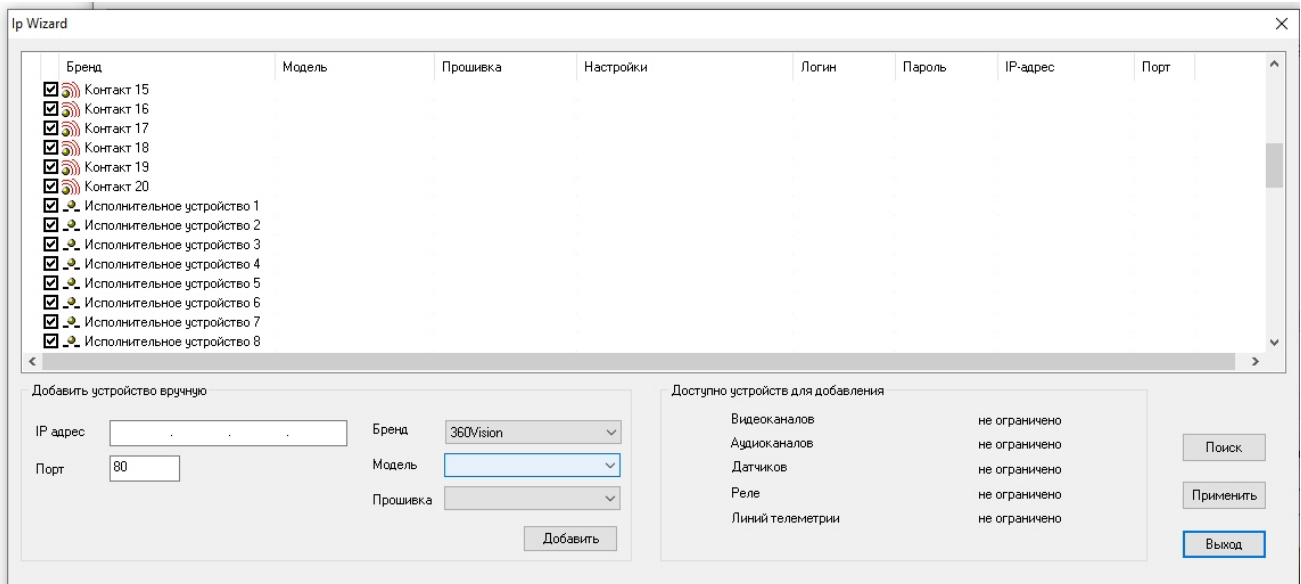 Ip Wizard
Бренд Модель Прошивка Настройки Логин Пароль IP-адрес Порт
Контакт 15
Контакт 16
Контакт 17
Контакт 18
Контакт 19
Контакт 20
Исполнительное устройство 1
Исполнительное устройство 2
Исполнительное устройство 3
Исполнительное устройство 4
Исполнительное устройство 5
Исполнительное устройство 6
Исполнительное устройство 7
Исполнительное устройство 8
Добавить устройство вручную
IP адрес . . .
Порт 80
Бренд 360Vision
Модель
Прошивка
Добавить
Доступно устройств для добавления
Видеоканалов не ограничено
Аудиоканалов не ограничено
Датчиков не ограничено
Реле не ограничено
Линий телеметрии не ограничено
Поиск
Применить
Выход